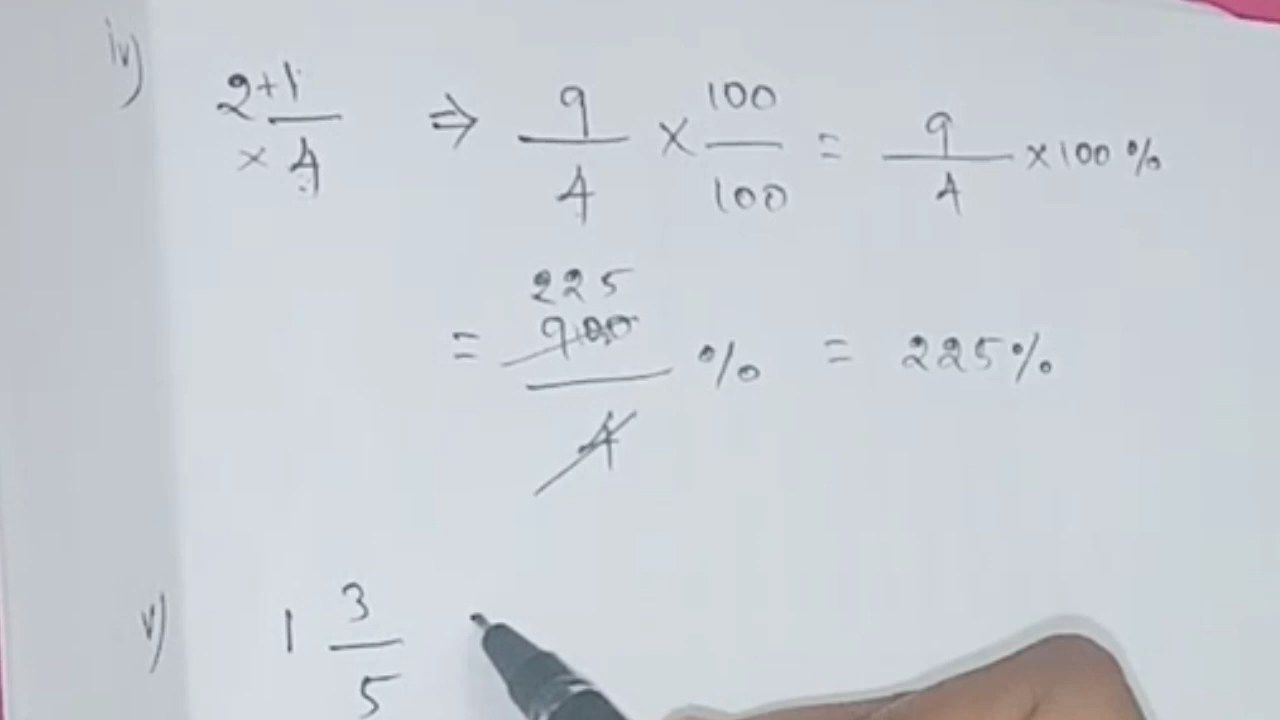 iv) 2+1/×4 ⇒ 9/4 × 100/100 = 9/4 ×100%
= 225 900/4 % = 225%
v) 1 3/5